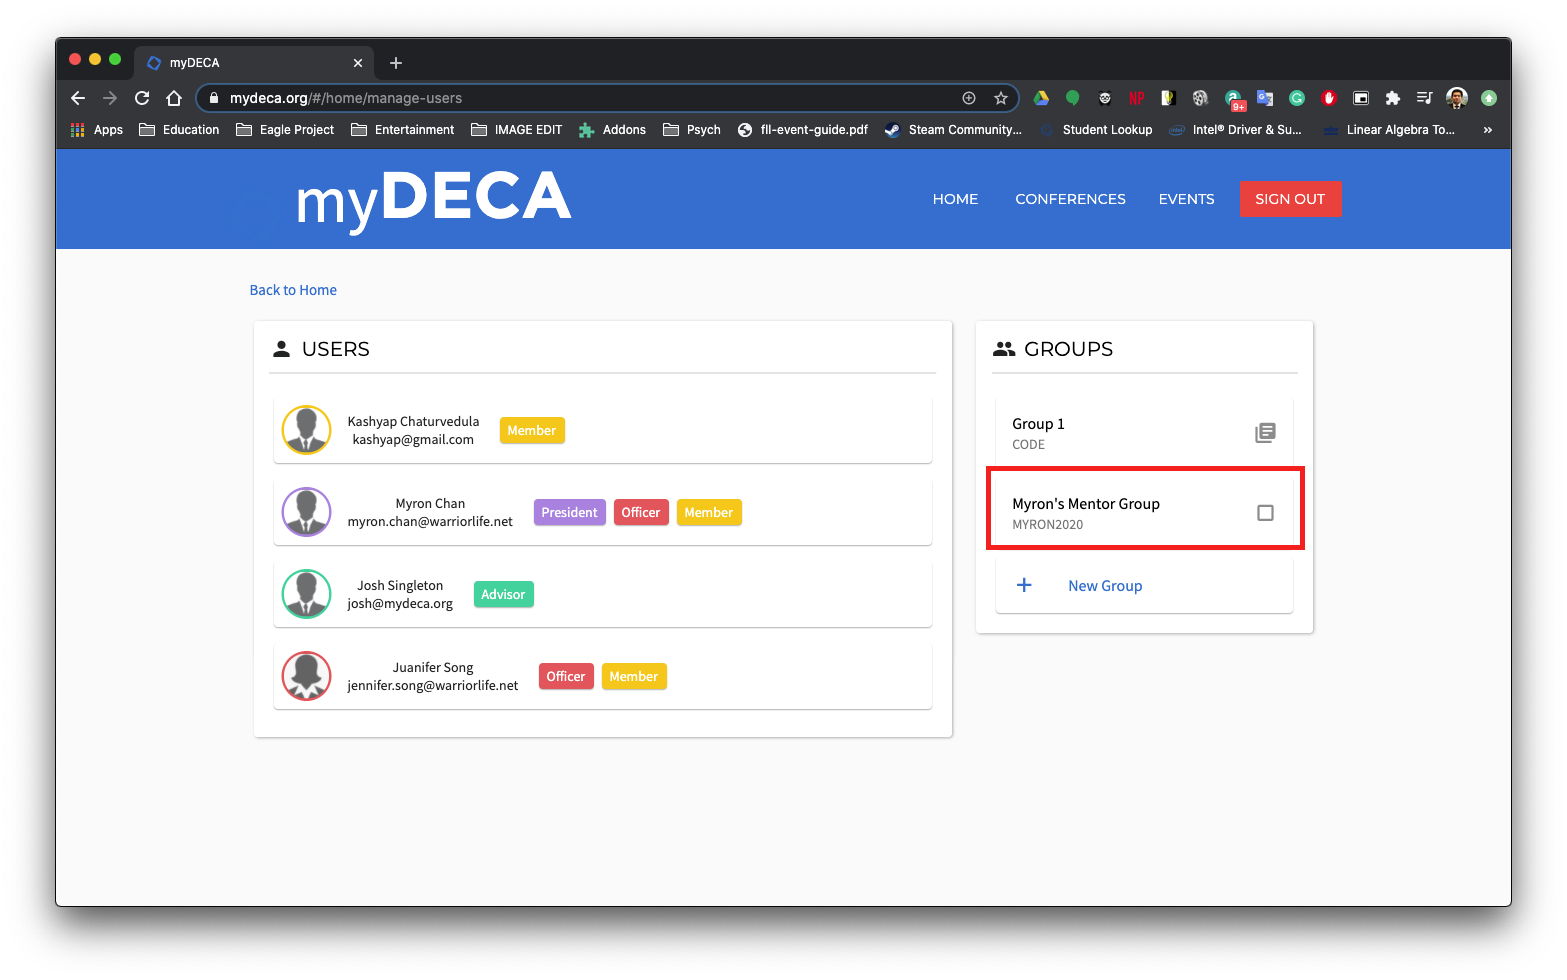 myDECA
mydeca.org/#/home/manage-users
NP
9+
Apps
Education
Eagle Project
Entertainment
IMAGE EDIT
Addons
Psych
fll-event-guide.pdf
Steam Community...
Student Lookup
Intel® Driver & Su...
Linear Algebra To...
»
myDECA
HOME
CONFERENCES
EVENTS
SIGN OUT
Back to Home
USERS
Kashyap Chaturvedula
kashyap@gmail.com
Member
Myron Chan
myron.chan@warriorlife.net
President
Officer
Member
Josh Singleton
josh@mydeca.org
Advisor
Juanifer Song
jennifer.song@warriorlife.net
Officer
Member
GROUPS
Group 1
CODE
Myron's Mentor Group
MYRON2020
+ New Group